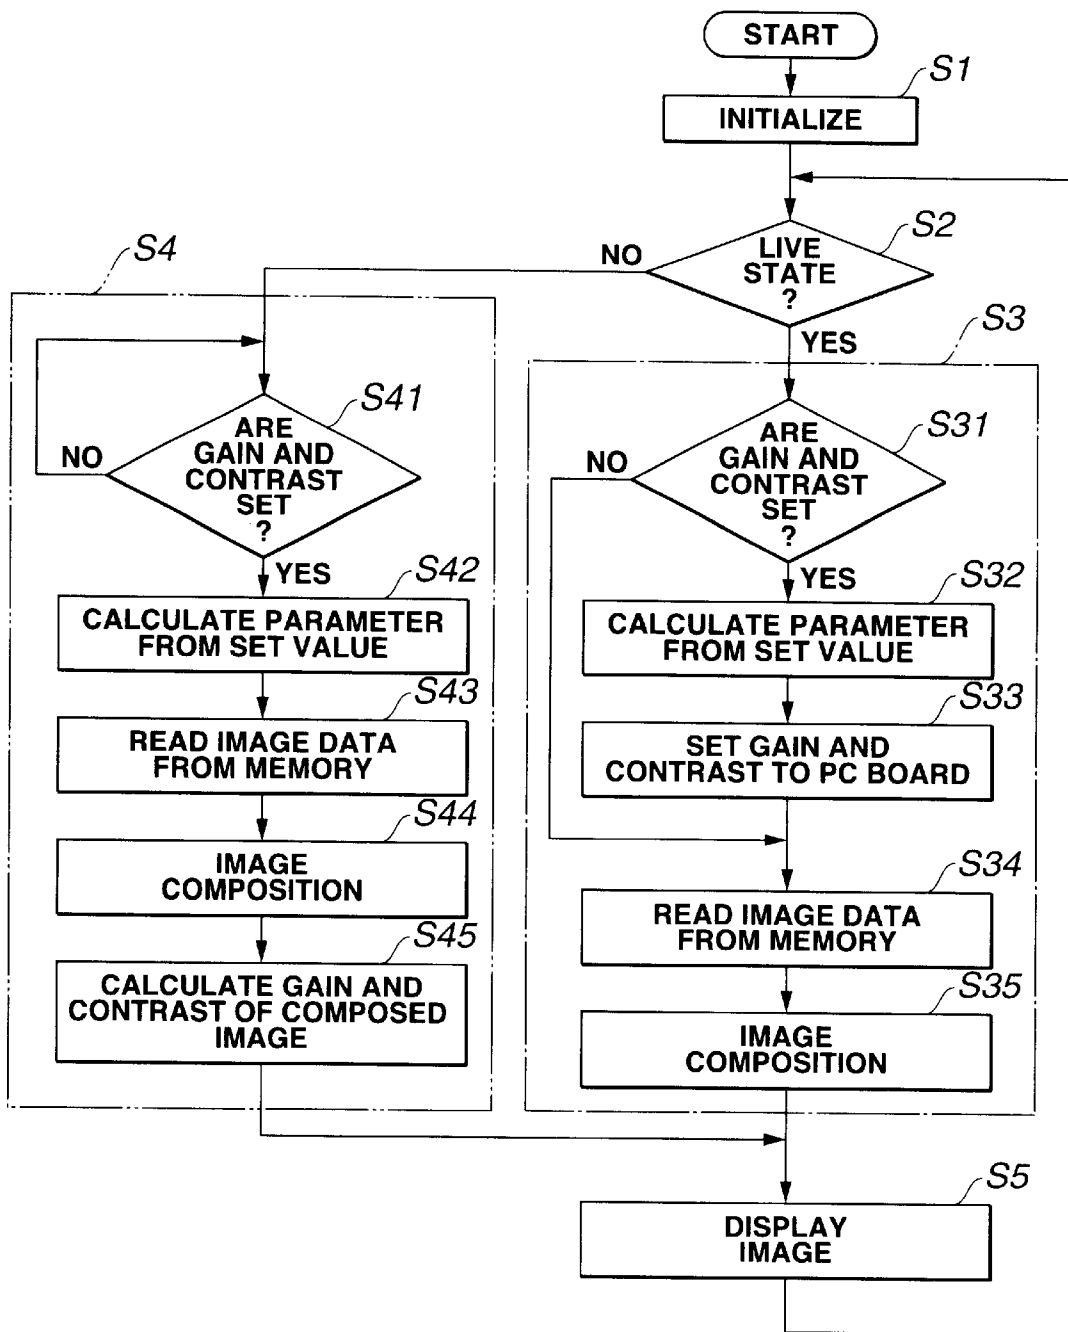 START
S1
INITIALIZE
S2
LIVE
STATE
?
NO
YES
S4
S3
S41
ARE
GAIN AND
CONTRAST
SET
?
NO
YES
S42
CALCULATE PARAMETER
FROM SET VALUE
S43
READ IMAGE DATA
FROM MEMORY
S44
IMAGE
COMPOSITION
S45
CALCULATE GAIN AND
CONTRAST OF COMPOSED
IMAGE
S31
ARE
GAIN AND
CONTRAST
SET
?
NO
YES
S32
CALCULATE PARAMETER
FROM SET VALUE
S33
SET GAIN AND
CONTRAST TO PC BOARD
S34
READ IMAGE DATA
FROM MEMORY
S35
IMAGE
COMPOSITION
S5
DISPLAY
IMAGE